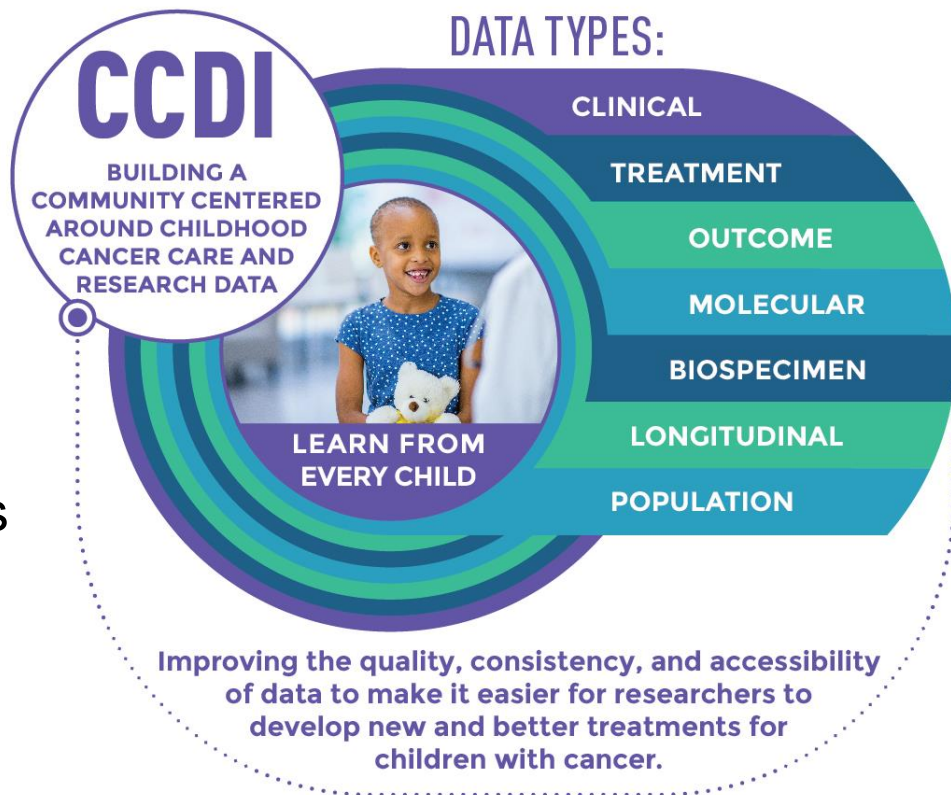 CCDI
BUILDING A
COMMUNITY CENTERED
AROUND CHILDHOOD
CANCER CARE AND
RESEARCH DATA
DATA TYPES:
CLINICAL
TREATMENT
OUTCOME
MOLECULAR
BIOSPECIMEN
LONGITUDINAL
POPULATION
LEARN FROM
EVERY CHILD
s
Improving the quality, consistency, and accessibility
of data to make it easier for researchers to
develop new and better treatments for
children with cancer.